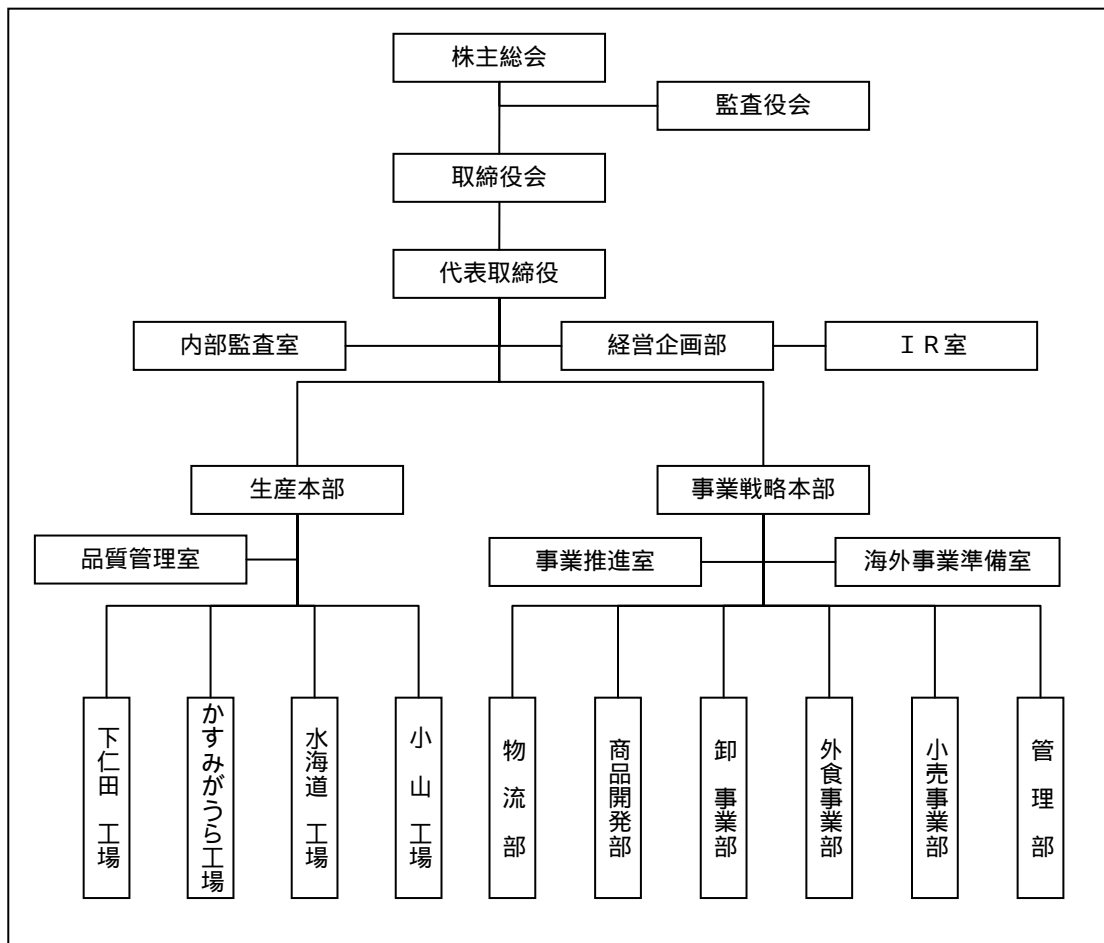 株主総会
監査役会
取締役会
代表取締役
内部監査室
経営企画部
ＩＲ室
生産本部
事業戦略本部
品質管理室
事業推進室
海外事業準備室
下仁田 工場
かすみがうら工場
水海道 工場
小山工場
物流部
商品開発部
卸 事業部
外食事業部
小売事業部
管理部